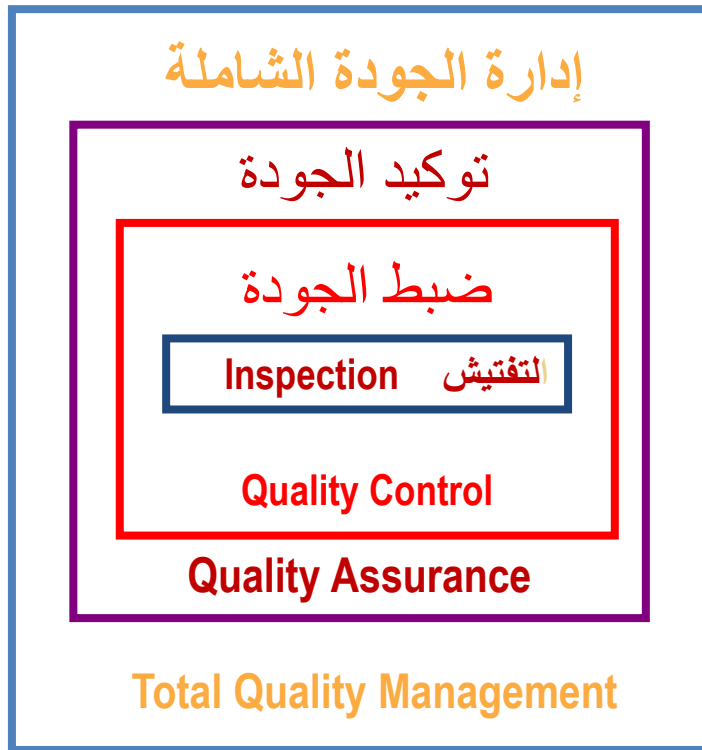 إدارة الجودة الشاملة
توكيد الجودة
ضبط الجودة
التفتيش Inspection
Quality Control
Quality Assurance
Total Quality Management